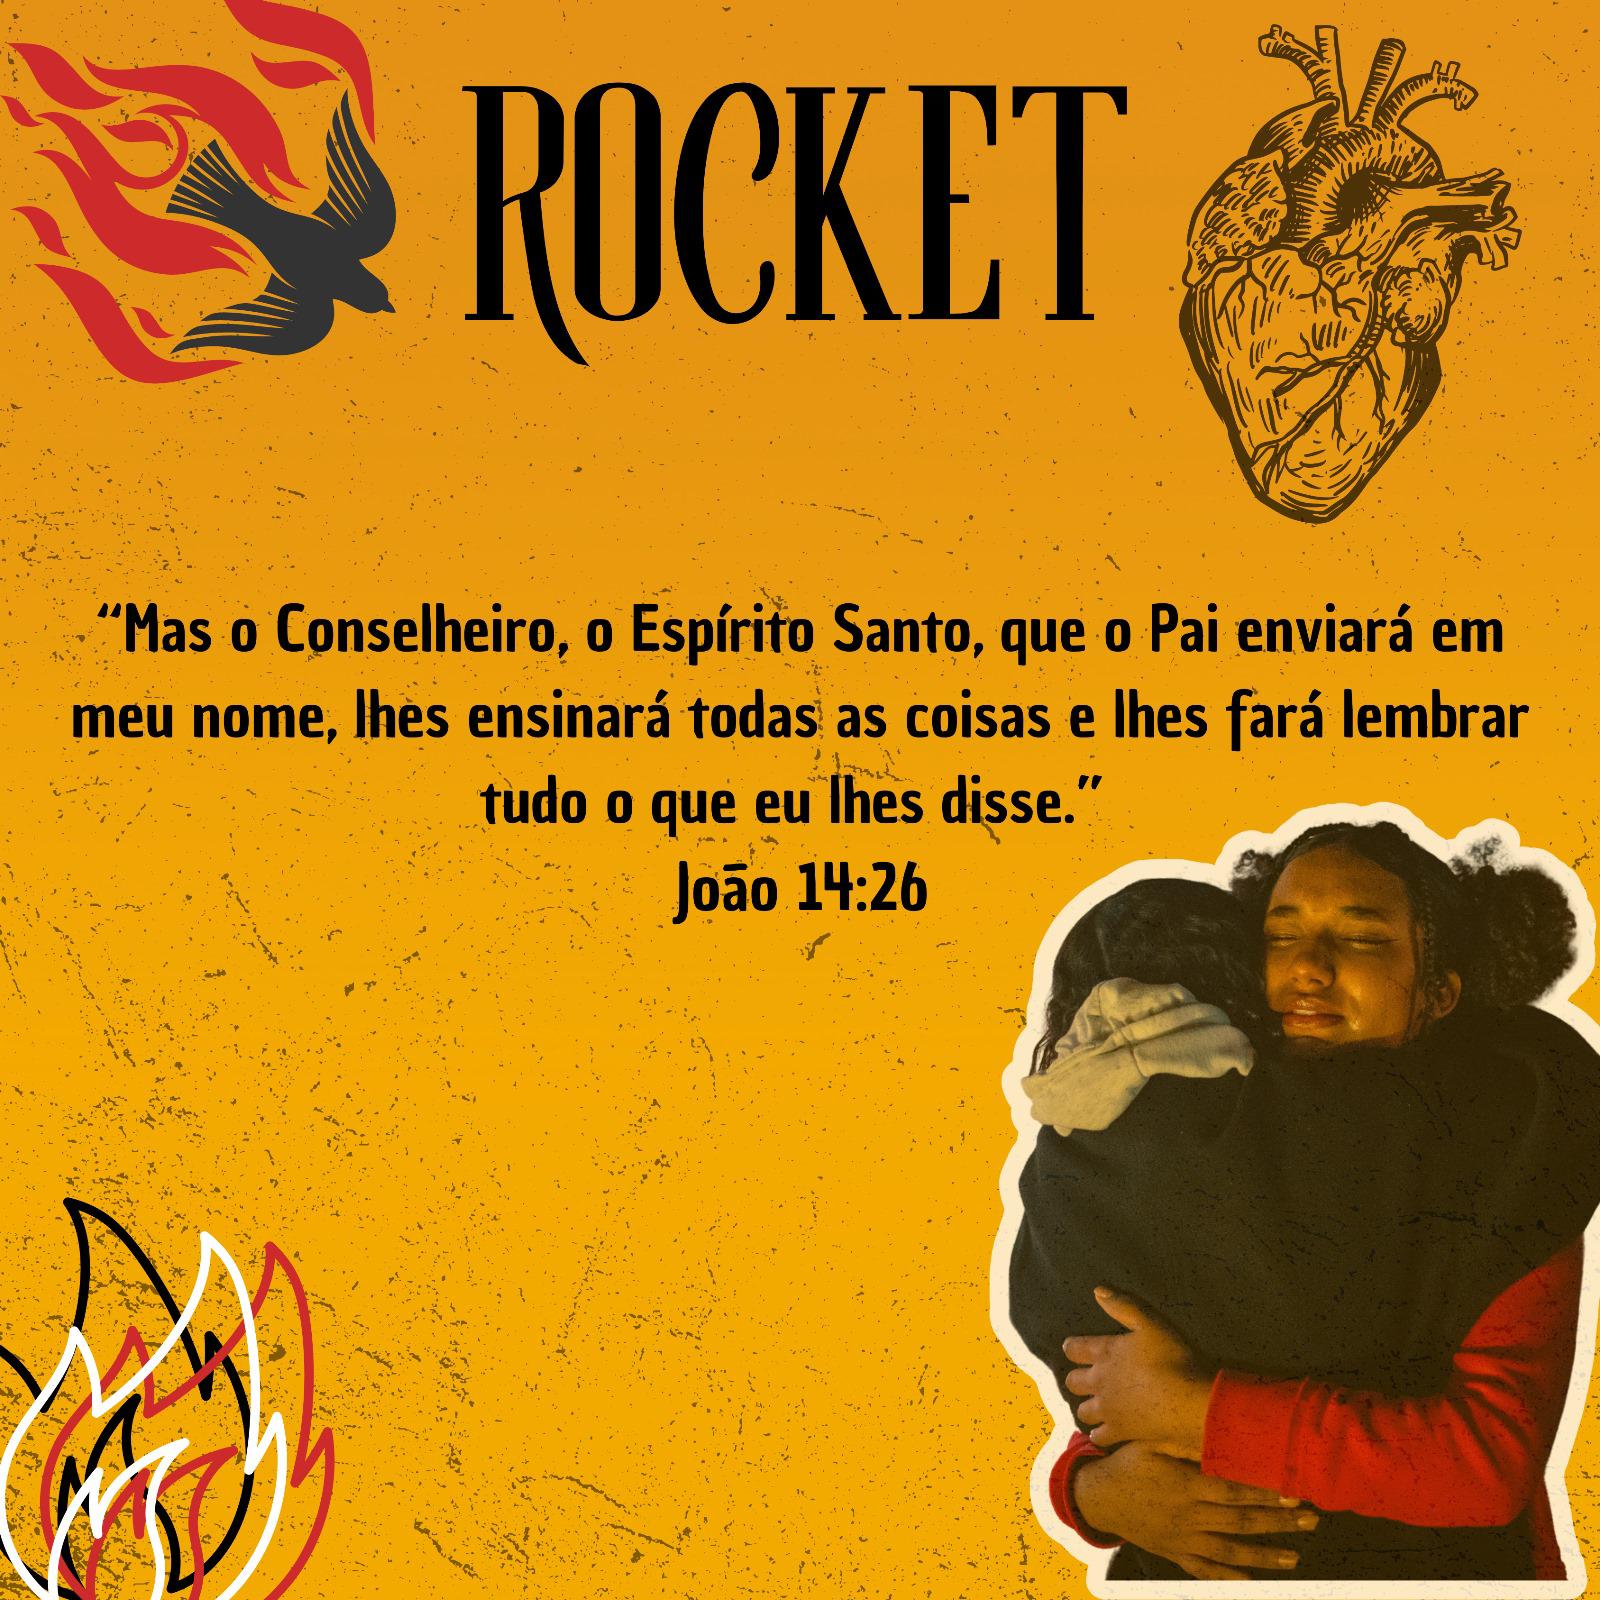 ROCKET
“Mas o Conselheiro, o Espírito Santo, que o Pai enviará em
meu nome, lhes ensinará todas as coisas e lhes fará lembrar
tudo o que eu lhes disse.”
João 14:26